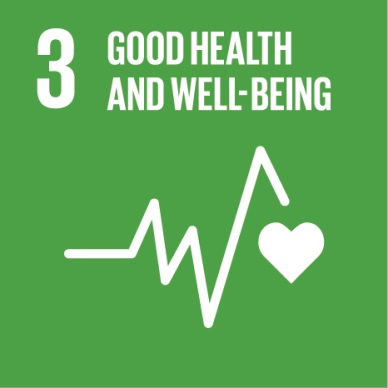 3 GOOD HEALTH
AND WELL-BEING